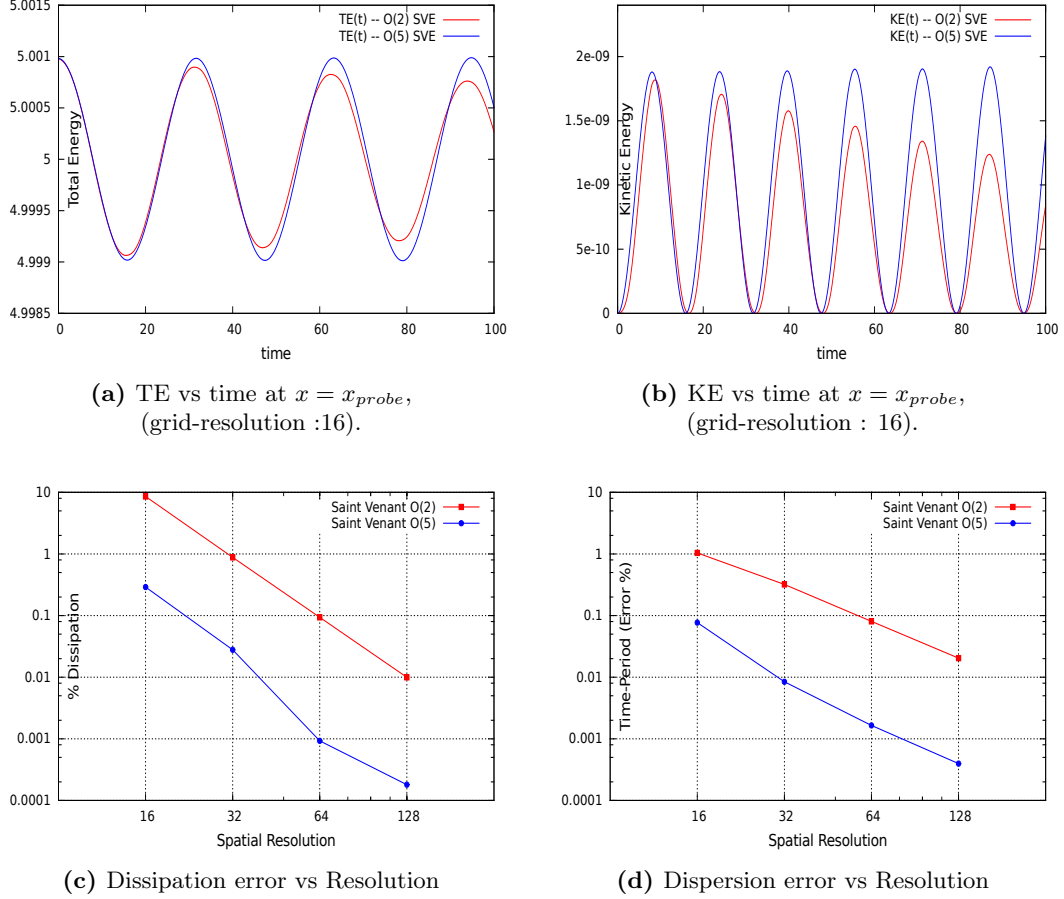 5.0015
5.001
5.0005
5
4.9995
4.999
4.9985
0
20
40
60
80
100
Total Energy
time
TE(t) -- O(2) SVE
TE(t) -- O(5) SVE
(a) TE vs time at x = xprobe,
(grid-resolution :16).
2e-09
1.5e-09
1e-09
5e-10
0
0
20
40
60
80
100
Kinetic Energy
time
KE(t) -- O(2) SVE
KE(t) -- O(5) SVE
(b) KE vs time at x = xprobe,
(grid-resolution : 16).
10
1
0.1
0.01
0.001
0.0001
16
32
64
128
% Dissipation
Spatial Resolution
Saint Venant O(2)
Saint Venant O(5)
(c) Dissipation error vs Resolution
10
1
0.1
0.01
0.001
0.0001
16
32
64
128
Time-Period (Error %)
Spatial Resolution
Saint Venant O(2)
Saint Venant O(5)
(d) Dispersion error vs Resolution